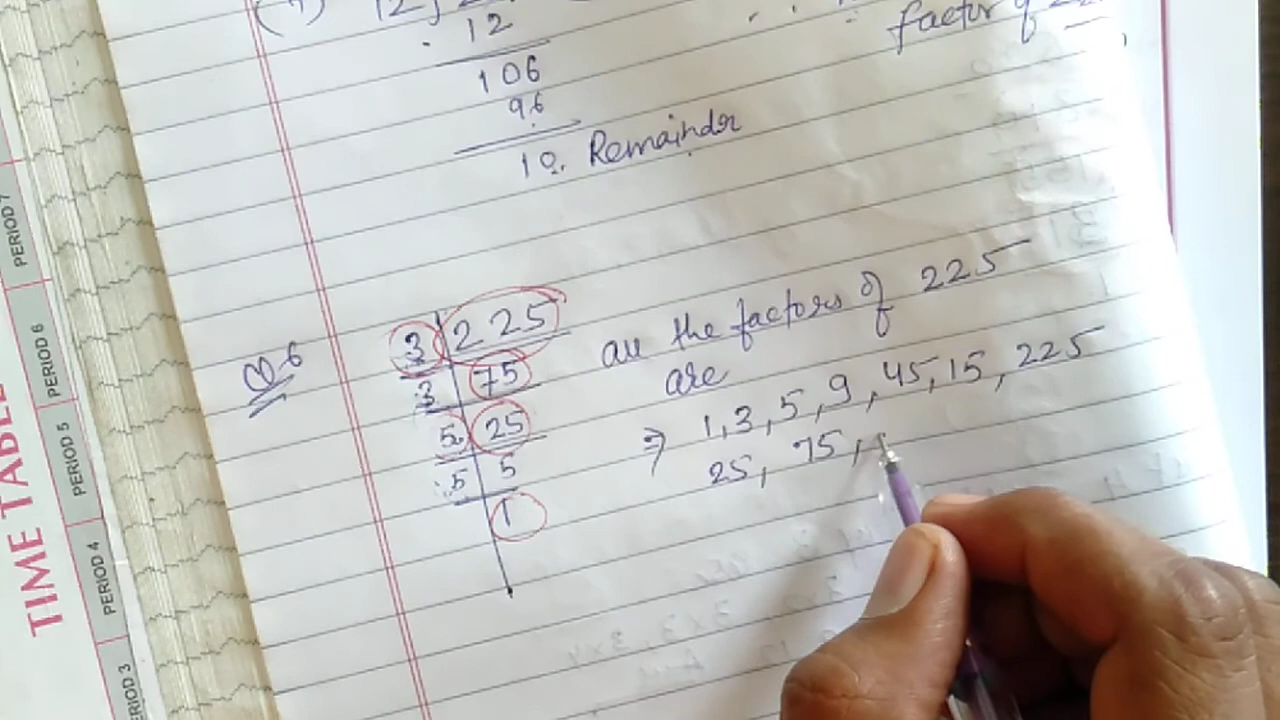 12
factor of
106
96
10. Remainder
Q.6
3 225
3 75
5 25
5 5
1
all the factors of 225
are
⇒ 1,3,5,9,45,15,225
25, 75,
TIME TABLE
PERIOD 7
PERIOD 6
PERIOD 5
PERIOD 4
PERIOD 3